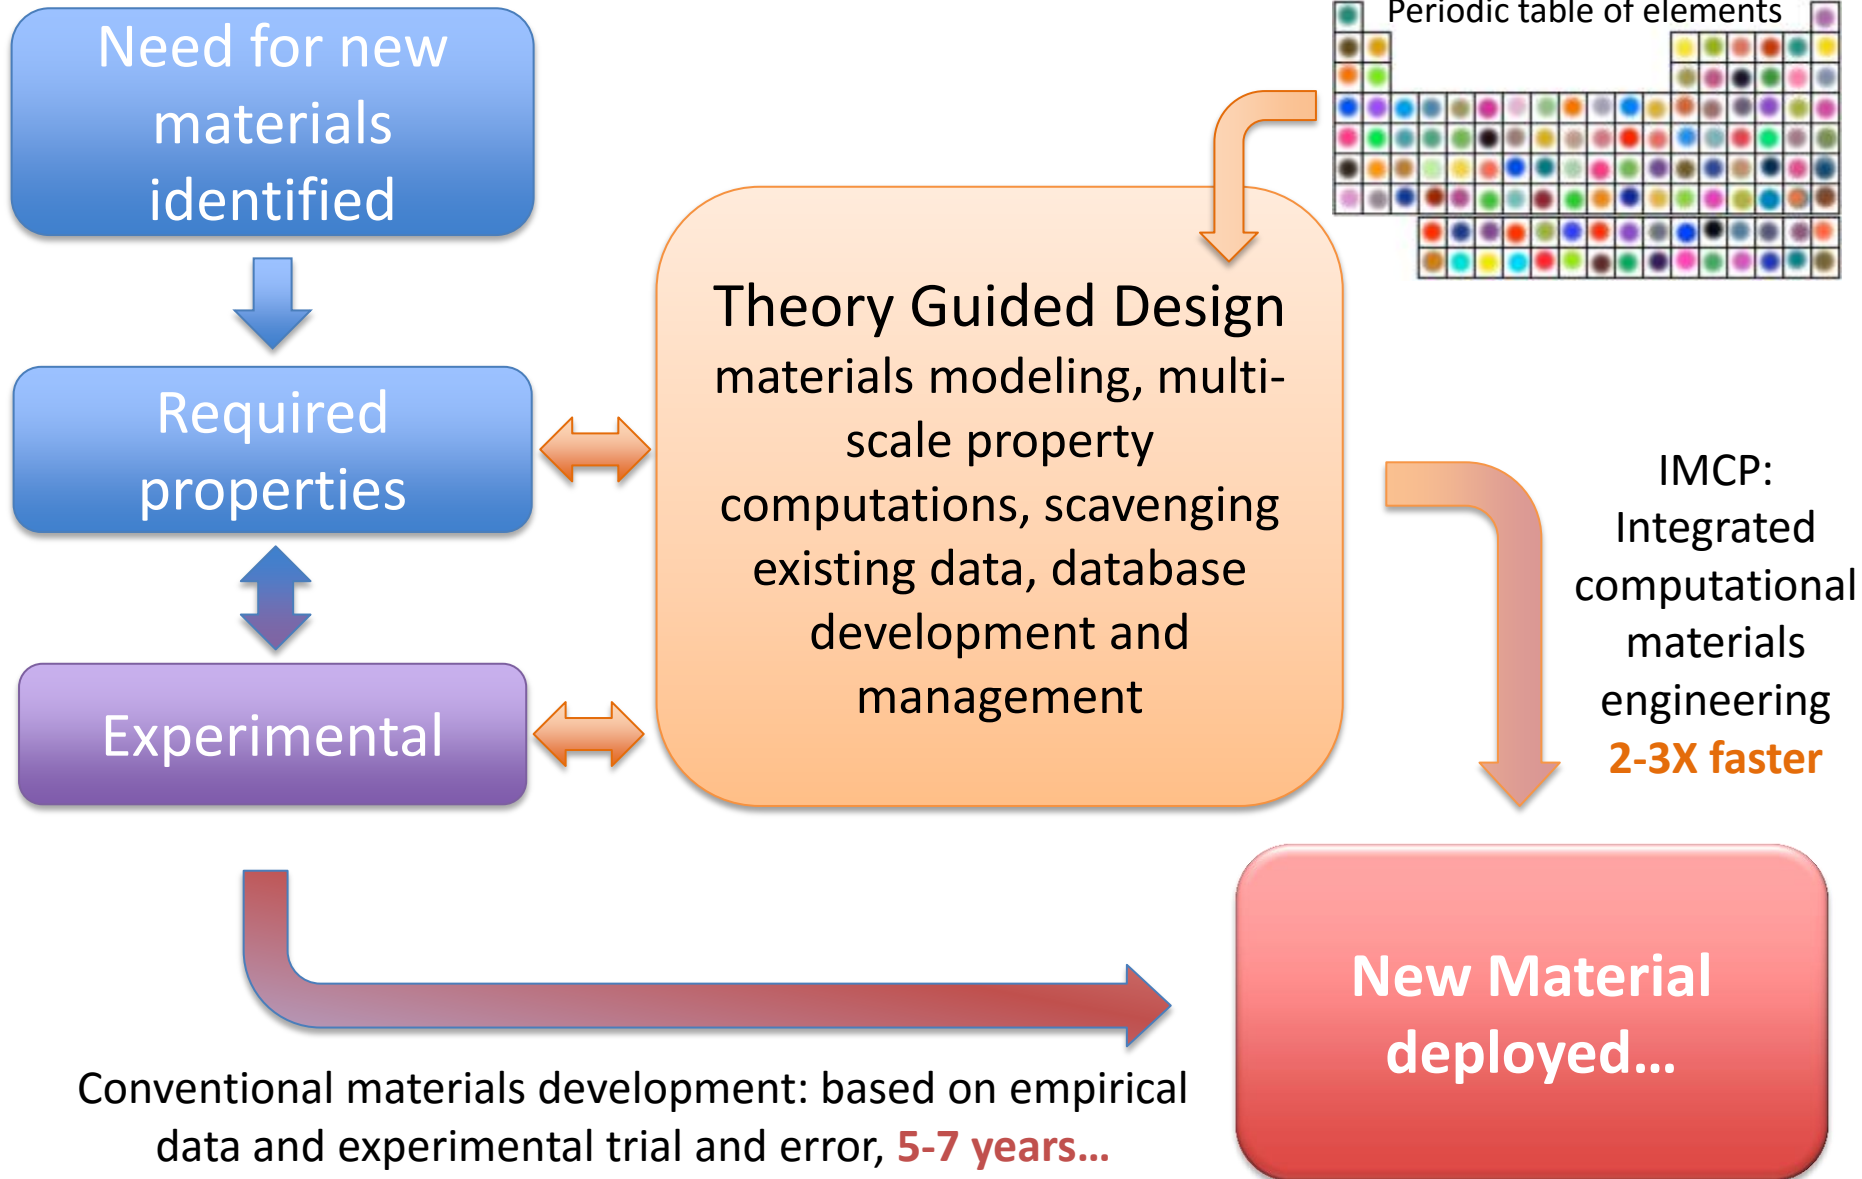 Need for new
materials
identified
Periodic table of elements
Required
properties
Experimental
Theory Guided Design
materials modeling, multi-
scale property
computations, scavenging
existing data, database
development and
management
IMCP:
Integrated
computational
materials
engineering
2-3X faster
New Material
deployed…
Conventional materials development: based on empirical
data and experimental trial and error, 5-7 years…